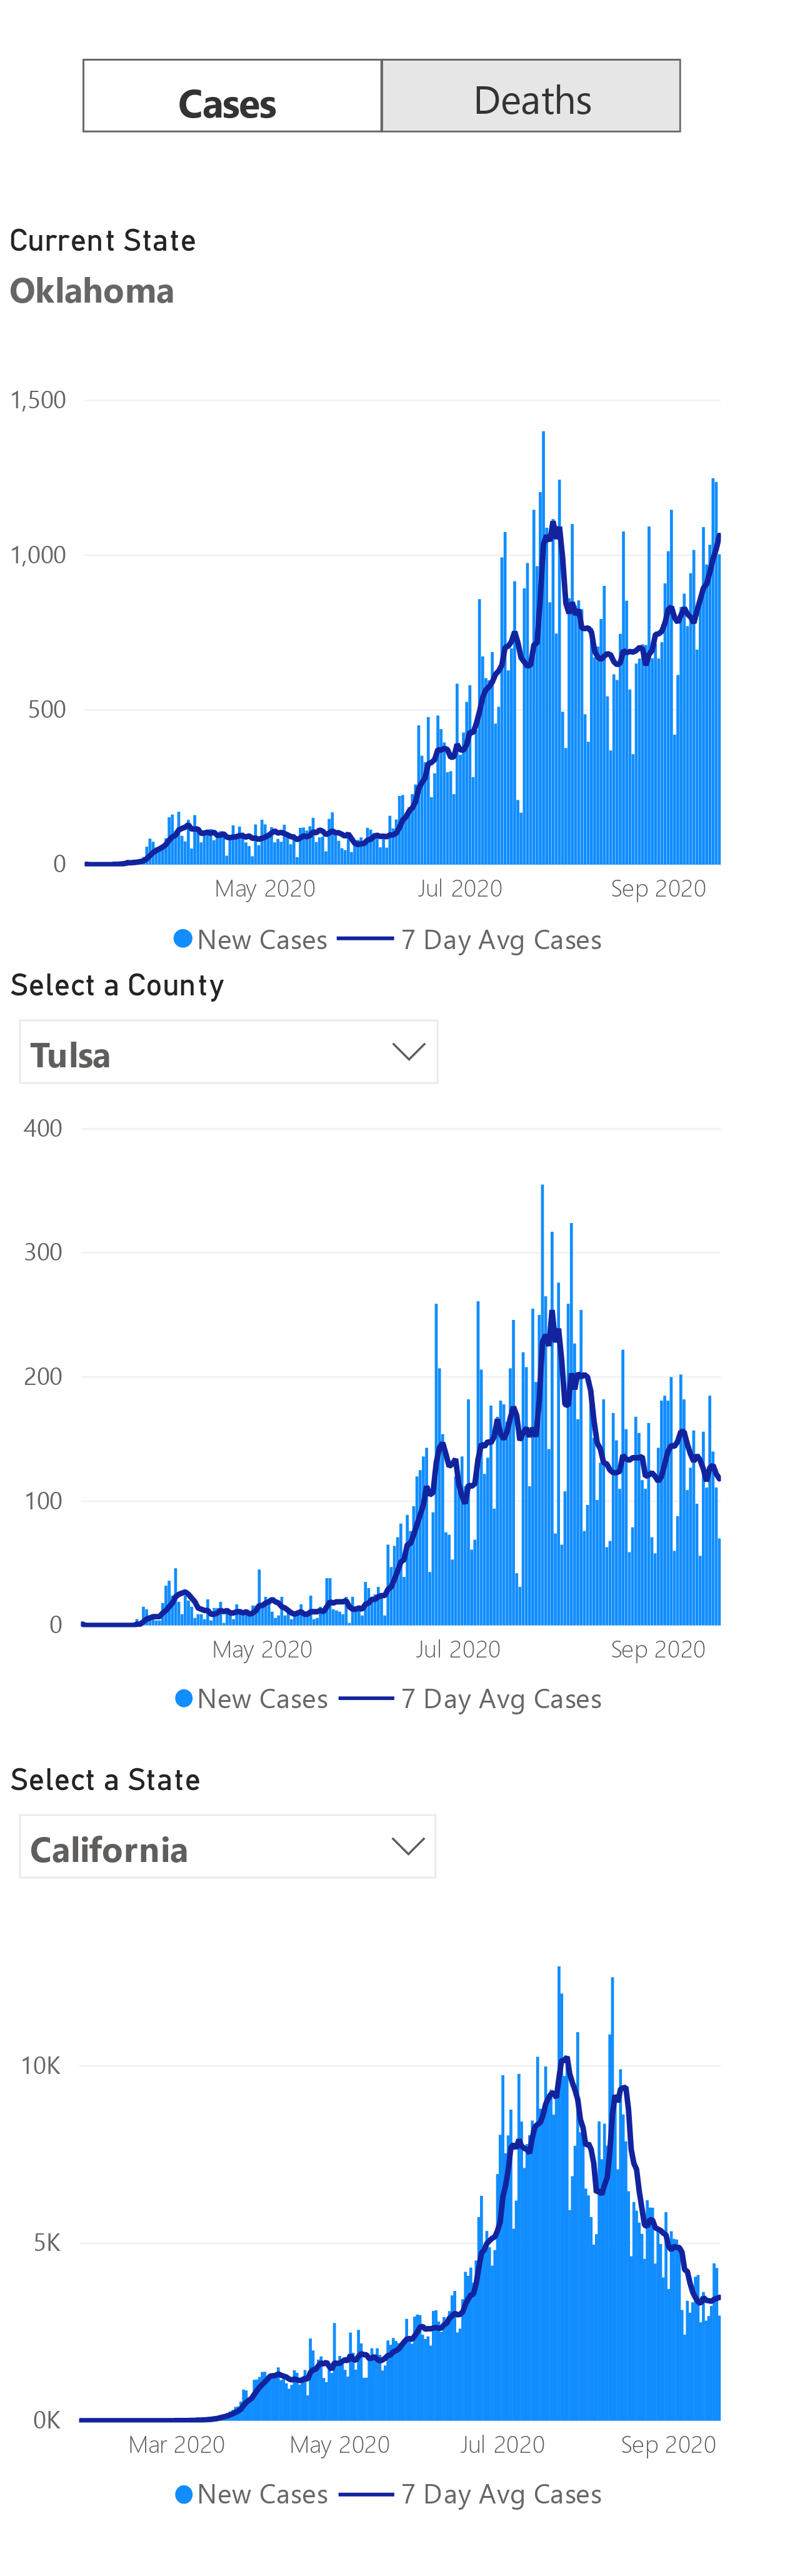 Cases Deaths
Current State
Oklahoma
1,500
1,000
500
0
May 2020 Jul 2020 Sep 2020
New Cases 7 Day Avg Cases
Select a County
Tulsa
400
300
200
100
0
May 2020 Jul 2020 Sep 2020
New Cases 7 Day Avg Cases
Select a State
California
10K
5K
0K
Mar 2020 May 2020 Jul 2020 Sep 2020
New Cases 7 Day Avg Cases